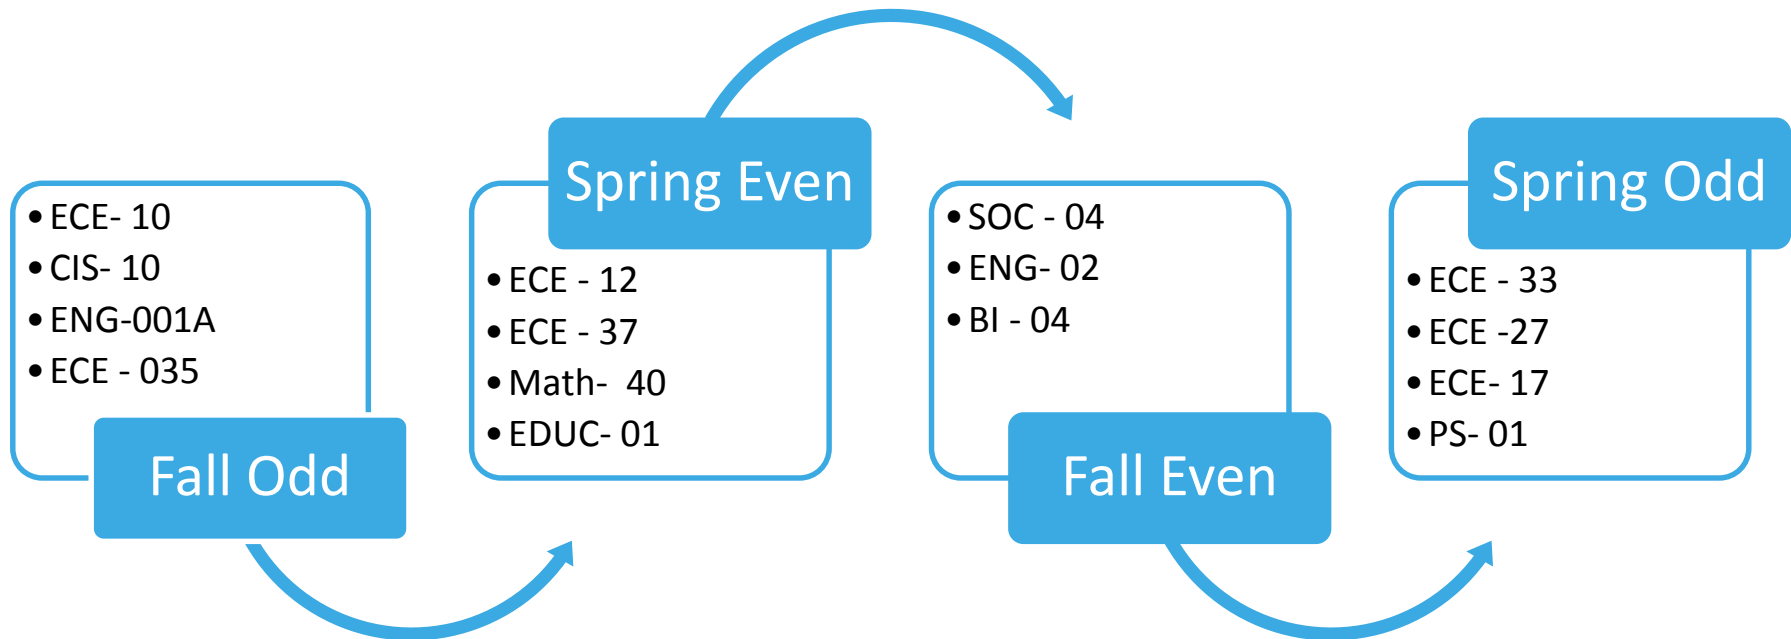 • ECE- 10
• CIS- 10
• ENG-001A
• ECE - 035
Fall Odd
Spring Even
• ECE - 12
• ECE - 37
• Math-  40
• EDUC- 01
• SOC - 04
• ENG- 02
• BI - 04
Fall Even
Spring Odd
• ECE - 33
• ECE -27
• ECE- 17
• PS- 01